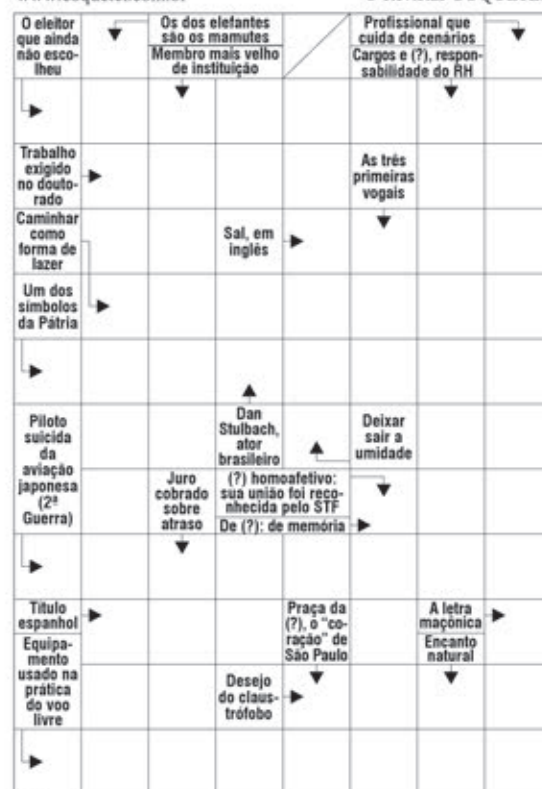 O eleitor
que ainda
não esco-
lheu
Os dos elefantes
são os mamutes
Membro mais velho
de instituição
Profissional que
cuida de cenários
Cargos e (?), respon-
sabilidade do RH
Trabalho
exigido
no douto-
rado
As três
primeiras
vogais
Caminhar
como
forma de
lazer
Sal, em
inglês
Um dos
símbolos
da Pátria
Piloto
suicida
da
aviação
japonesa
(2ª
Guerra)
Dan
Stulbach,
ator
brasileiro
Deixar
sair a
umidade
Juro
cobrado
sobre
atraso
(?) homoafetivo:
sua união foi reco-
nhecida pelo STF
De (?): de memória
Título
espanhol
Praça da
(?), o "co-
ração" de
São Paulo
A letra
maçônica
Encanto
natural
Equipa-
mento
usado na
prática
do voo
livre
Desejo
do claus-
trófobo